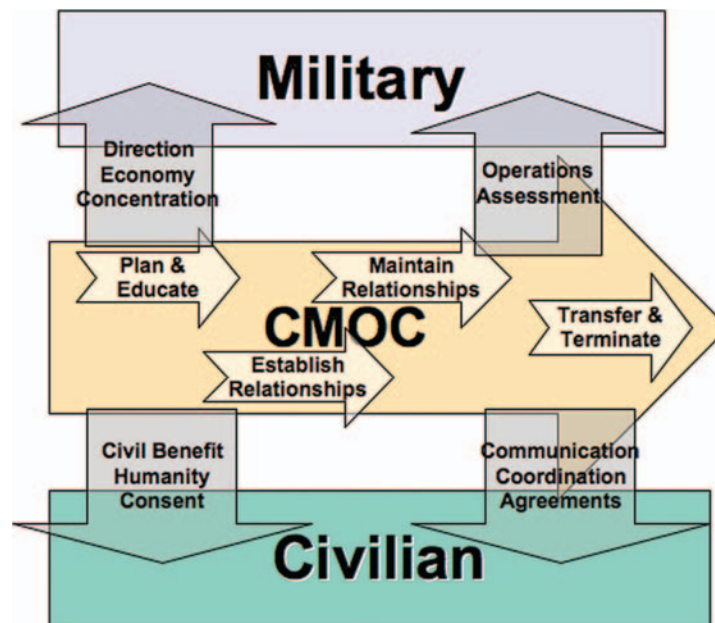 Military
Direction
Economy
Concentration
Operations
Assessment
Plan &
Educate
Maintain
Relationships
CMOC
Transfer &
Terminate
Establish
Relationships
Civil Benefit
Humanity
Consent
Communication
Coordination
Agreements
Civilian